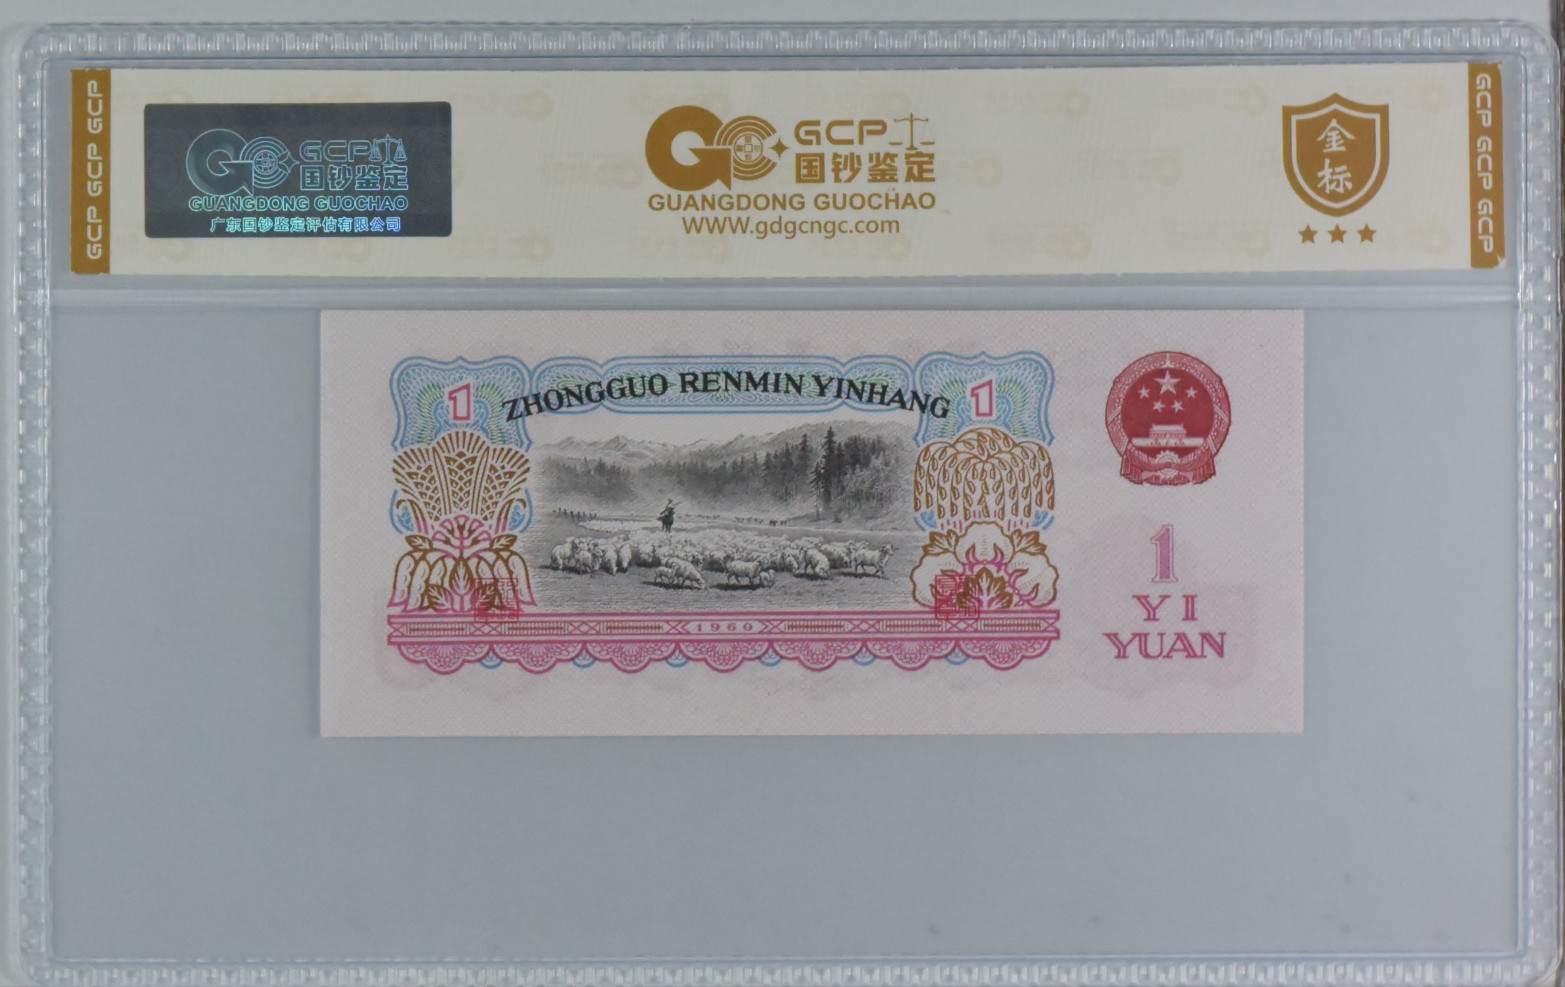 GCP GCP GCP
GCP
国钞鉴定
GUANGDONG GUOCHAO
广东国钞鉴定评估有限公司
GCP
国钞鉴定
GUANGDONG GUOCHAO
WWW.gdgcngc.com
金标
GCP GCP GCP
1
ZHONGGUO RENMIN YINHANG
1
1960
1
YI
YUAN